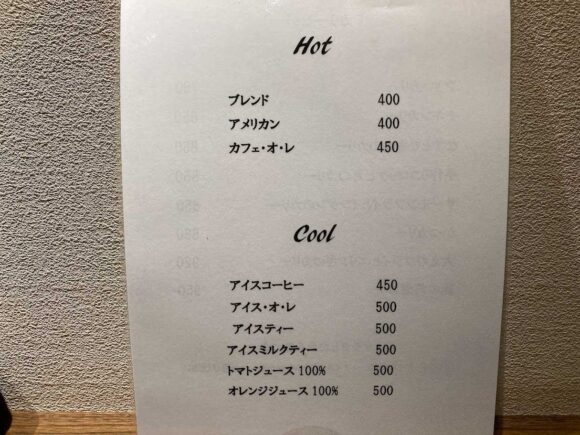 Hot
ブレンド 400
アメリカン 400
カフェ・オ・レ 450
Cool
アイスコーヒー 450
アイス・オ・レ 500
アイスティー 500
アイスミルクティー 500
トマトジュース 100% 500
オレンジジュース 100% 500